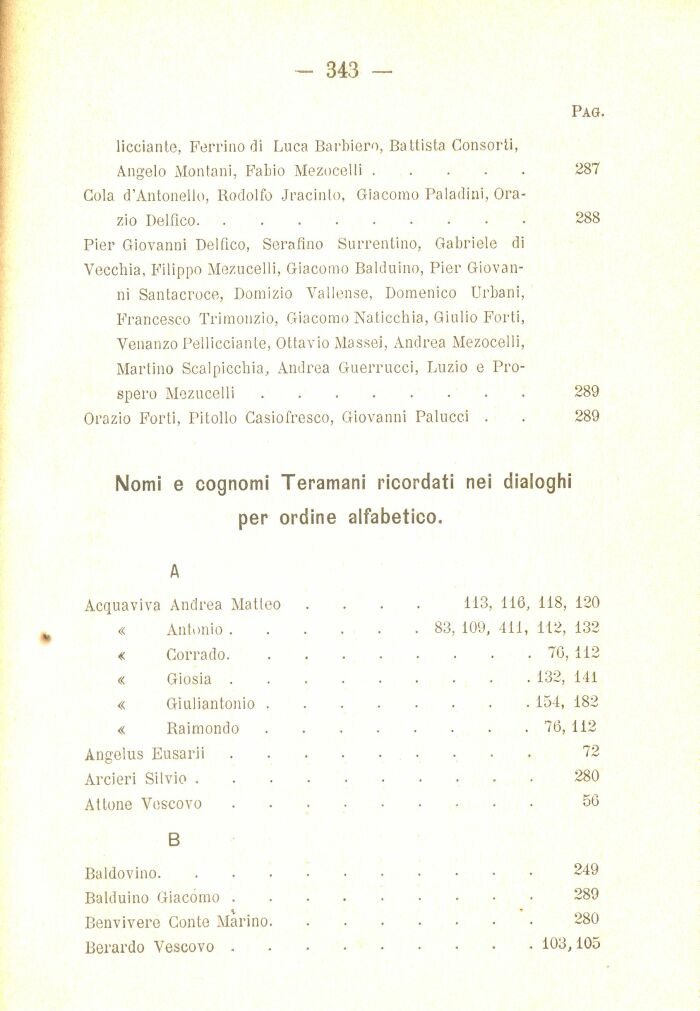 — 343 —
PAG.
licciante, Ferrino di Luca Barbiero, Battista Consorti,
Angelo Montani, Fabio Mezocelli . . . . . 287
Cola d'Antonello, Rodolfo Jracinto, Giacomo Paladini, Ora-
zio Delfico. . . . . . . . . . 288
Pier Giovanni Delfico, Serafino Surrentino, Gabriele di
Vecchia, Filippo Mezucelli, Giacomo Balduino, Pier Giovan-
ni Santacroce, Domizio Vallense, Domenico Urbani,
Francesco Trimonzio, Giacomo Naticchia, Giulio Forti,
Venanzo Pellicciante, Ottavio Massei, Andrea Mezocelli,
Martino Scalpicchia, Andrea Guerrucci, Luzio e Pro-
spero Mezucelli . . . . . . . . 289
Orazio Forti, Pitollo Casiofresco, Giovanni Palucci . . 289
Nomi e cognomi Teramani ricordati nei dialoghi
per ordine alfabetico.
A
Acquaviva Andrea Matteo . . . . 113, 116, 118, 120
« Antonio . . . . . . 83, 109, 411, 112, 132
« Corrado. . . . . . . . . 76, 112
« Giosia . . . . . . . . . 132, 141
« Giuliantonio . . . . . . . . 154, 182
« Raimondo . . . . . . . . 76, 112
Angelus Eusarii . . . . . . . . . 72
Arcieri Silvio . . . . . . . . . . 280
Attone Vescovo . . . . . . . . . 56
B
Baldovino. . . . . . . . . . . 249
Balduino Giacomo . . . . . . . . . 289
Benvivere Conte Marino. . . . . . . . 280
Berardo Vescovo . . . . . . . . . 103, 105